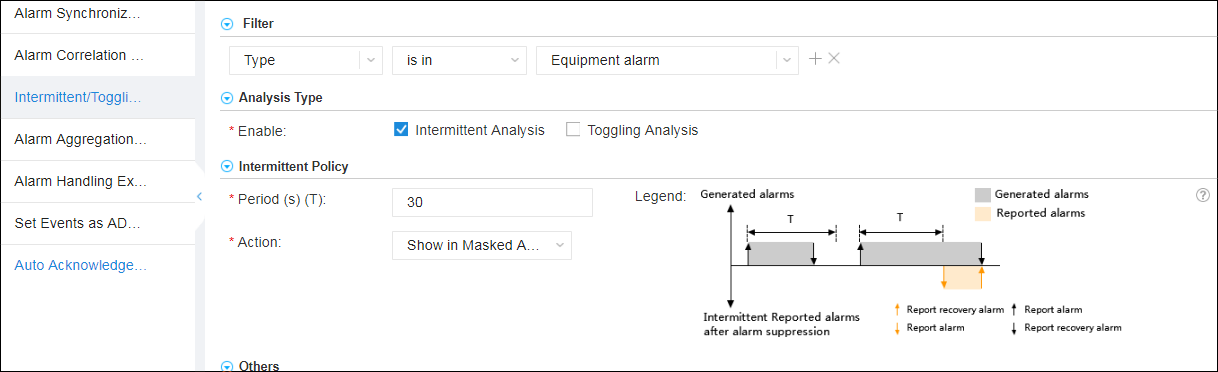 Alarm Synchroniz...
Alarm Correlation ...
Intermittent/Toggli...
Alarm Aggregation...
Alarm Handling Ex...
Set Events as AD...
Auto Acknowledge...
Filter
Type is in Equipment alarm
Analysis Type
* Enable: Intermittent Analysis Toggling Analysis
Intermittent Policy
* Period (s) (T): 30
* Action: Show in Masked A...
Legend:
Generated alarms
Generated alarms
Reported alarms
T T
Intermittent Reported alarms
after alarm suppression
Report recovery alarm Report alarm
Report alarm Report recovery alarm
?
Others